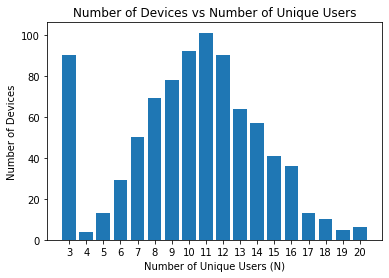 Number of Devices vs Number of Unique Users
Number of Devices
100
80
60
40
20
0
3 4 5 6 7 8 9 10 11 12 13 14 15 16 17 18 19 20
Number of Unique Users (N)